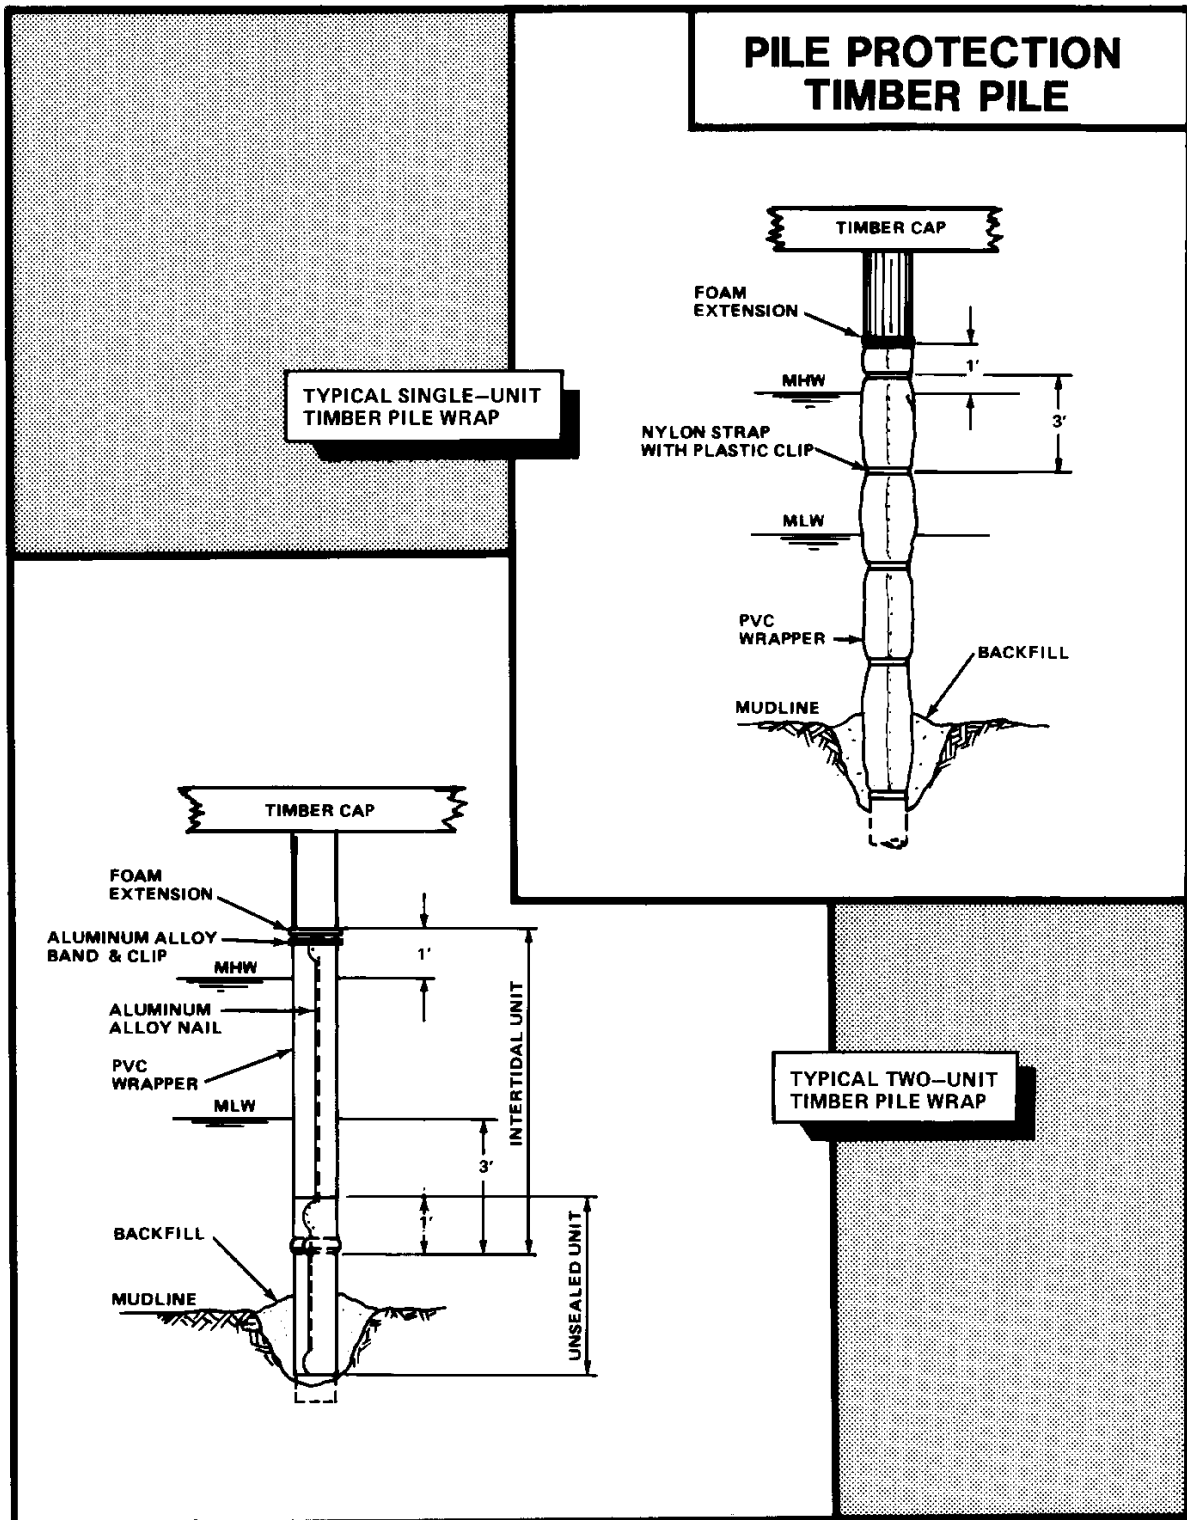 PILE PROTECTION
TIMBER PILE
TIMBER CAP
FOAM
EXTENSION
1'
MHW
3'
NYLON STRAP
WITH PLASTIC CLIP
MLW
PVC
WRAPPER
BACKFILL
MUDLINE
TYPICAL SINGLE–UNIT
TIMBER PILE WRAP
TIMBER CAP
FOAM
EXTENSION
ALUMINUM ALLOY
BAND & CLIP
1'
MHW
ALUMINUM
ALLOY NAIL
PVC
WRAPPER
INTERTIDAL UNIT
MLW
3'
1'
BACKFILL
UNSEALED UNIT
MUDLINE
TYPICAL TWO–UNIT
TIMBER PILE WRAP